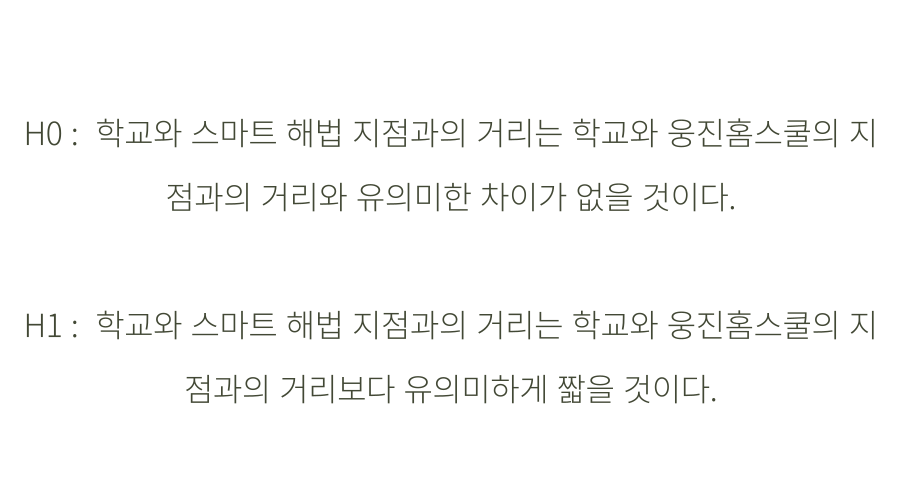 H0 : 학교와 스마트 해법 지점과의 거리는 학교와 웅진홈스쿨의 지
점과의 거리와 유의미한 차이가 없을 것이다.
H1 : 학교와 스마트 해법 지점과의 거리는 학교와 웅진홈스쿨의 지
점과의 거리보다 유의미하게 짧을 것이다.